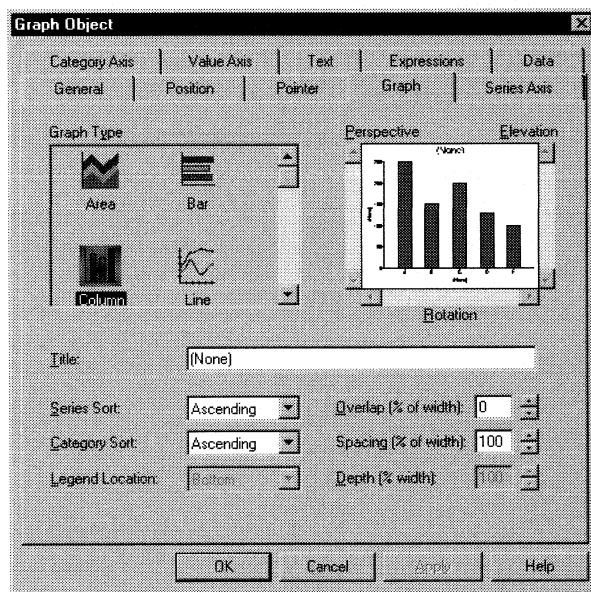 Graph Object
Category Axis Value Axis Text Expressions Data
General Position Pointer Graph Series Axis
Graph Type
Perspective Elevation
Area Bar
Column Line
(None)
Rotation
Title: (None)
Series Sort: Ascending Overlap (% of width): 0
Category Sort: Ascending Spacing (% of width): 100
Legend Location: Bottom Depth (% width): 100
OK Cancel Apply Help